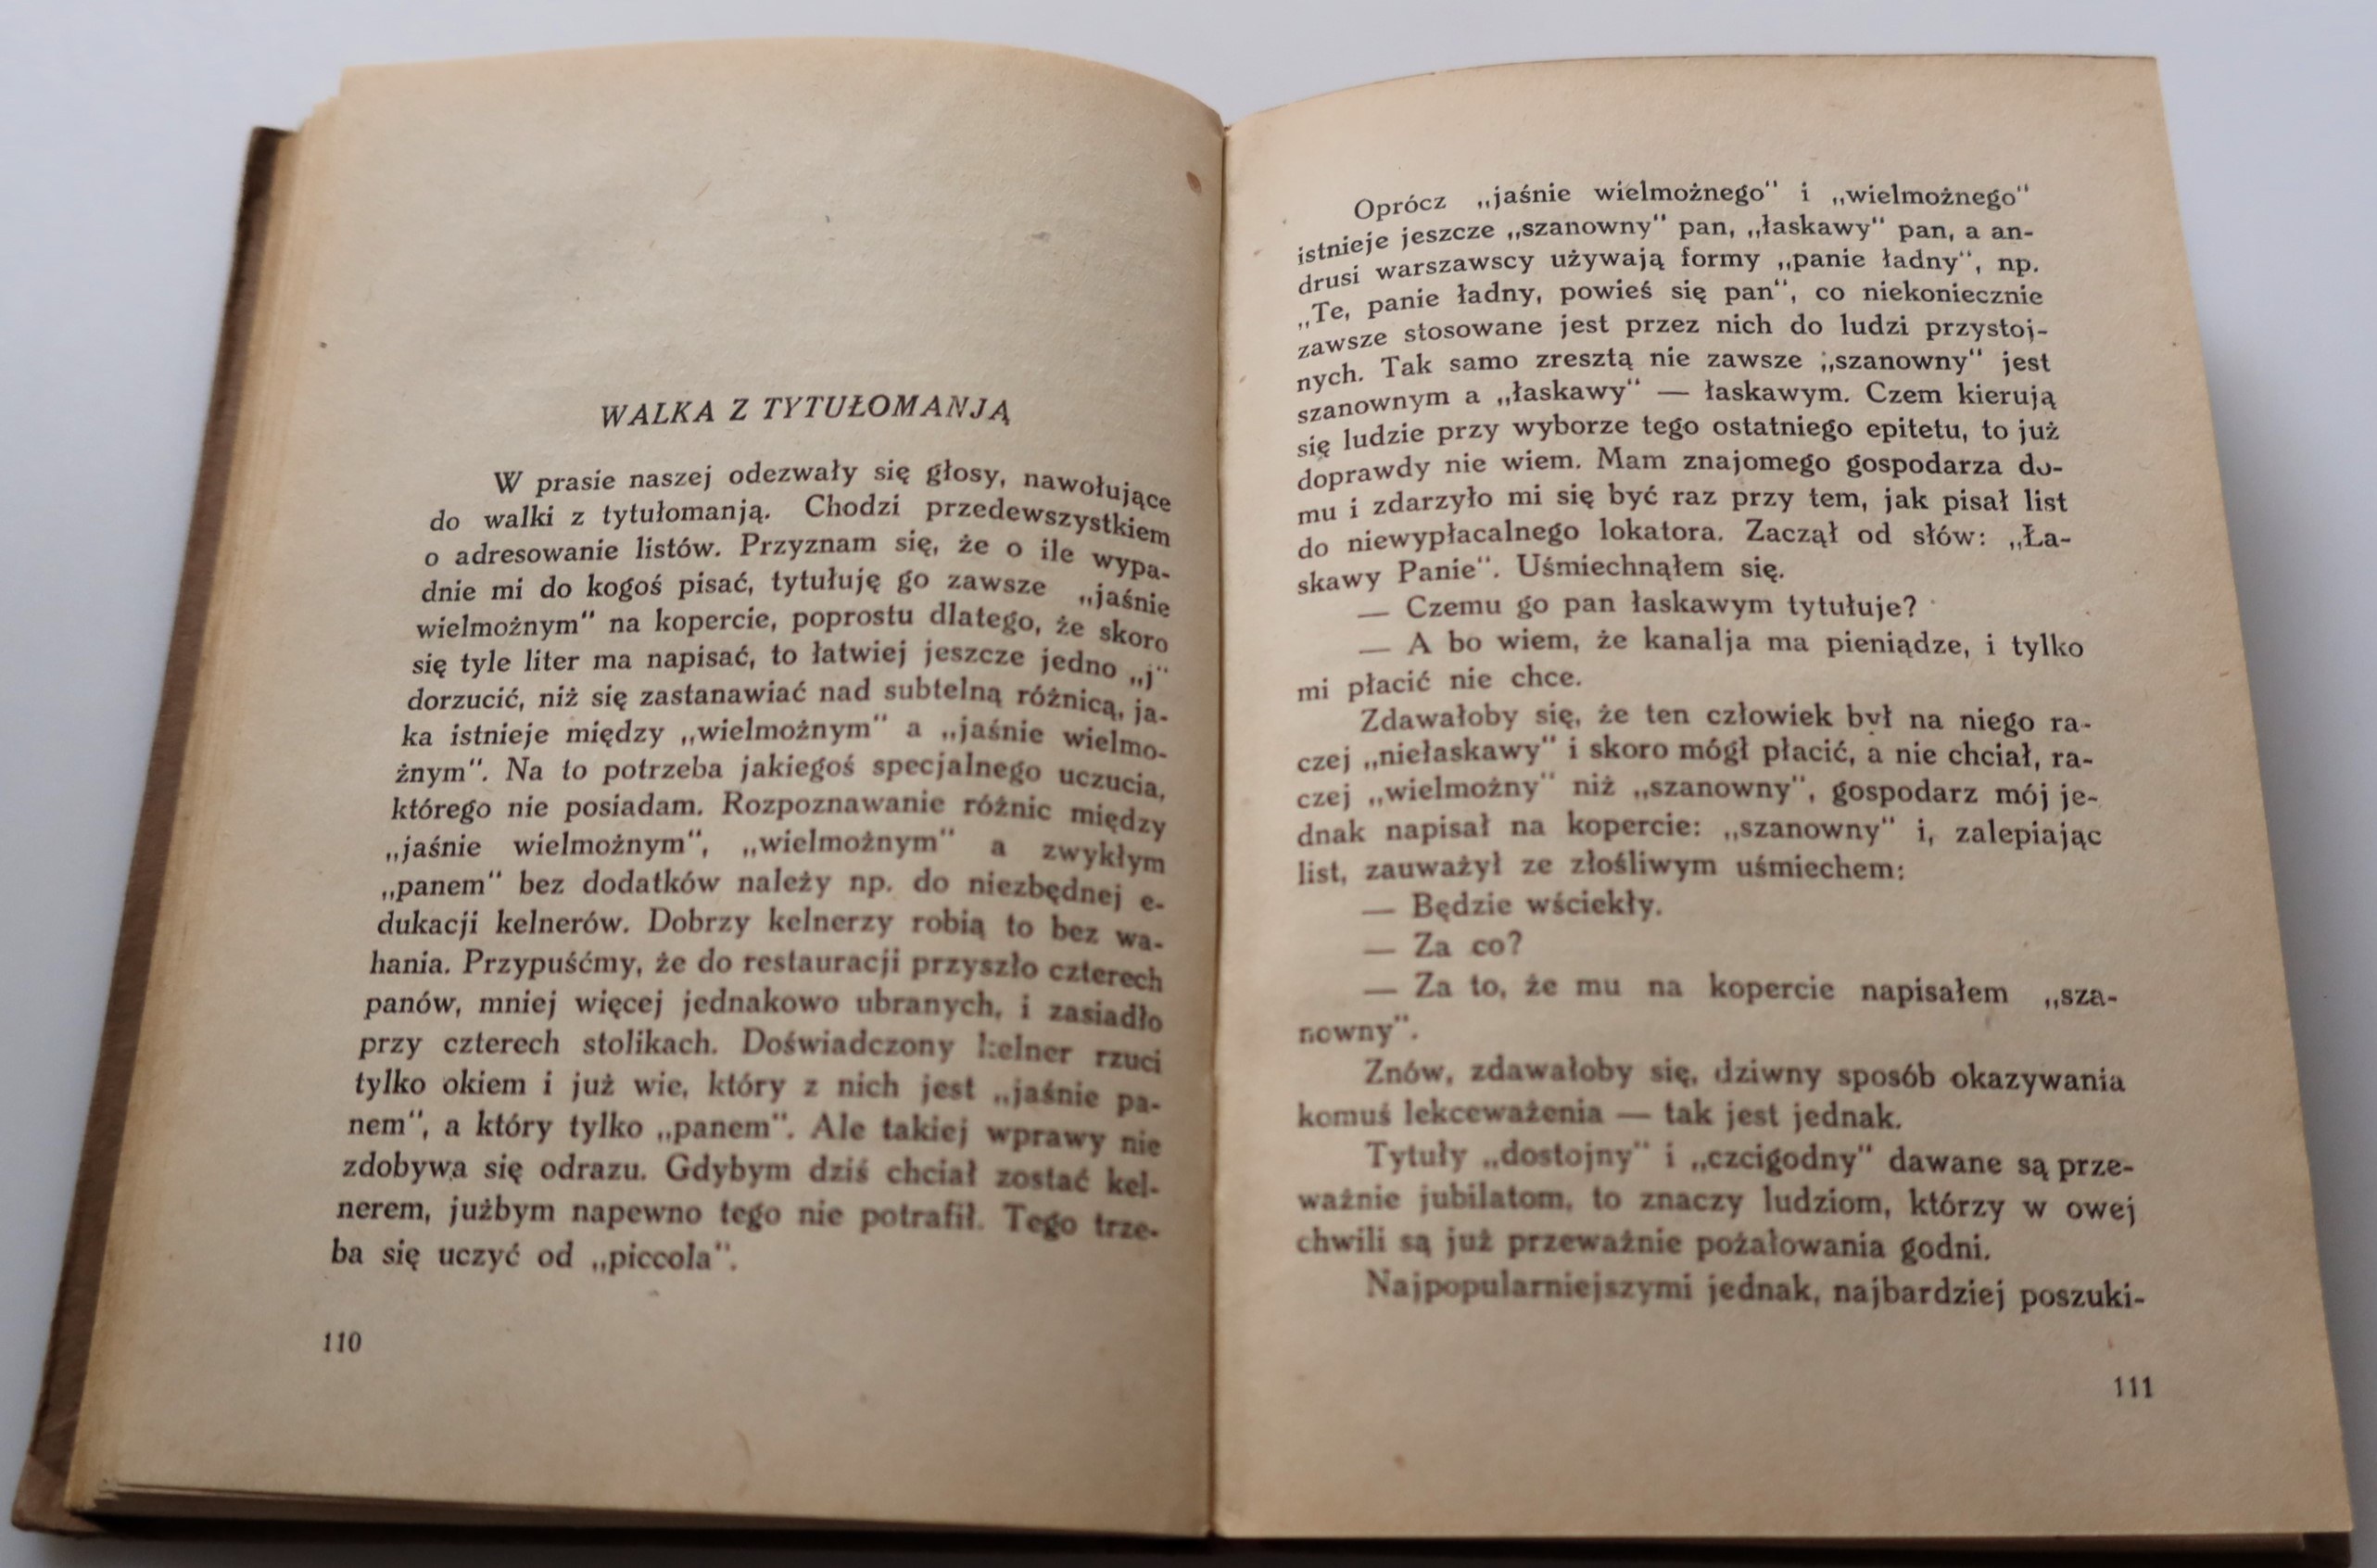 WALKA Z TYTUŁOMANJĄ
W prasie naszej odezwały się głosy, nawołujące
do walki z tytułomanją. Chodzi przedewszystkiem
o adresowanie listów. Przyznam się, że o ile wypa-
dnie mi do kogoś pisać, tytułuję go zawsze „jaśnie
wielmożnym" na kopercie, poprostu dlatego, że skoro
się tyle liter ma napisać, to łatwiej jeszcze jedno „j"
dorzucić, niż się zastanawiać nad subtelną różnicą, ja-
ka istnieje między „wielmożnym" a „jaśnie wielmo-
żnym". Na to potrzeba jakiegoś specjalnego uczucia,
którego nie posiadam. Rozpoznawanie różnic między
„jaśnie wielmożnym", „wielmożnym" a zwykłym
„panem" bez dodatków należy np. do niezbędnej e-
dukacji kelnerów. Dobrzy kelnerzy robią to bez wa-
hania. Przypuśćmy, że do restauracji przyszło czterech
panów, mniej więcej jednakowo ubranych, i zasiadło
przy czterech stolikach. Doświadczony kelner rzuci
tylko okiem i już wie, który z nich jest „jaśnie pa-
nem", a który tylko „panem". Ale takiej wprawy nie
zdobywa się odrazu. Gdybym dziś chciał zostać kel-
nerem, jużbym napewno tego nie potrafił. Tego trze-
ba się uczyć od „piccola".
110
Oprócz „jaśnie wielmożnego" i „wielmożnego"
istnieje jeszcze „szanowny" pan, „łaskawy" pan, a an-
drusi warszawscy używają formy „panie ładny", np.
„Te, panie ładny, powieś się pan", co niekoniecznie
zawsze stosowane jest przez nich do ludzi przystoj-
nych. Tak samo zresztą nie zawsze „szanowny" jest
szanownym a „łaskawy" — łaskawym. Czem kierują
się ludzie przy wyborze tego ostatniego epitetu, to już
doprawdy nie wiem. Mam znajomego gospodarza do-
mu i zdarzyło mi się być raz przy tem, jak pisał list
do niewypłacalnego lokatora. Zaczął od słów: „Ła-
skawy Panie". Uśmiechnąłem się.
— Czemu go pan łaskawym tytułuje?
— A bo wiem, że kanalja ma pieniądze, i tylko
mi płacić nie chce.
Zdawałoby się, że ten człowiek był na niego ra-
czej „niełaskawy" i skoro mógł płacić, a nie chciał, ra-
czej „wielmożny" niż „szanowny", gospodarz mój je-
dnak napisał na kopercie: „szanowny" i, zalepiając
list, zauważył ze złośliwym uśmiechem:
— Będzie wściekły.
— Za co?
— Za to, że mu na kopercie napisałem „sza-
nowny".
Znów, zdawałoby się, dziwny sposób okazywania
komuś lekceważenia — tak jest jednak.
Tytuły „dostojny" i „czcigodny" dawane są prze-
ważnie jubilatom, to znaczy ludziom, którzy w owej
chwili są już przeważnie pożałowania godni.
Najpopularniejszymi jednak, najbardziej poszuki-
111